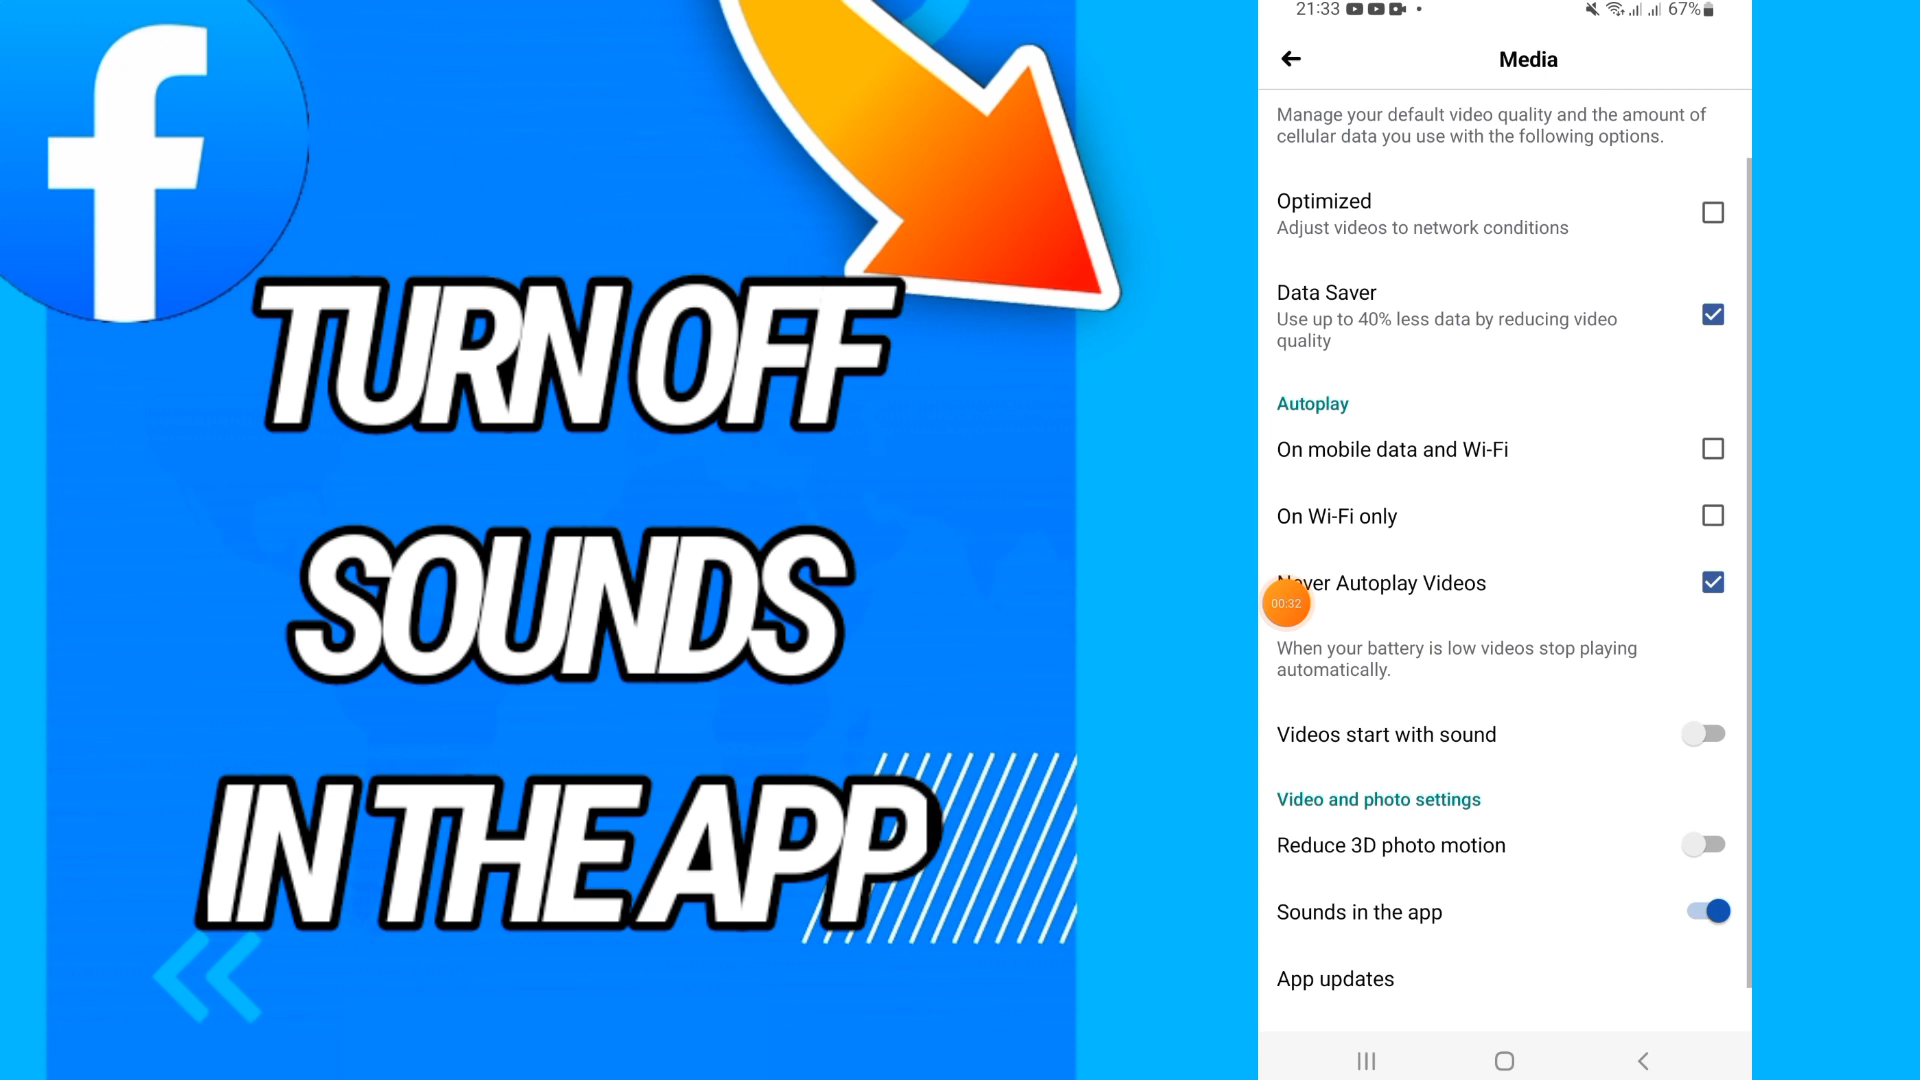 TURN OFF
SOUNDS
IN THE APP
21:33
67%
Media
Manage your default video quality and the amount of
cellular data you use with the following options.
Optimized
Adjust videos to network conditions
Data Saver
Use up to 40% less data by reducing video
quality
Autoplay
On mobile data and Wi-Fi
On Wi-Fi only
Never Autoplay Videos
00:32
When your battery is low videos stop playing
automatically.
Videos start with sound
Video and photo settings
Reduce 3D photo motion
Sounds in the app
App updates